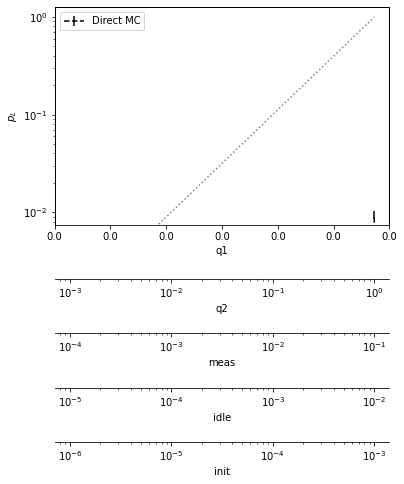 Direct MC
10⁰
10⁻¹
10⁻²
p_L
0.0 0.0 0.0 0.0 0.0 0.0 0.0
q1
10⁻³ 10⁻² 10⁻¹ 10⁰
q2
10⁻⁴ 10⁻³ 10⁻² 10⁻¹
meas
10⁻⁵ 10⁻⁴ 10⁻³ 10⁻²
idle
10⁻⁶ 10⁻⁵ 10⁻⁴ 10⁻³
init